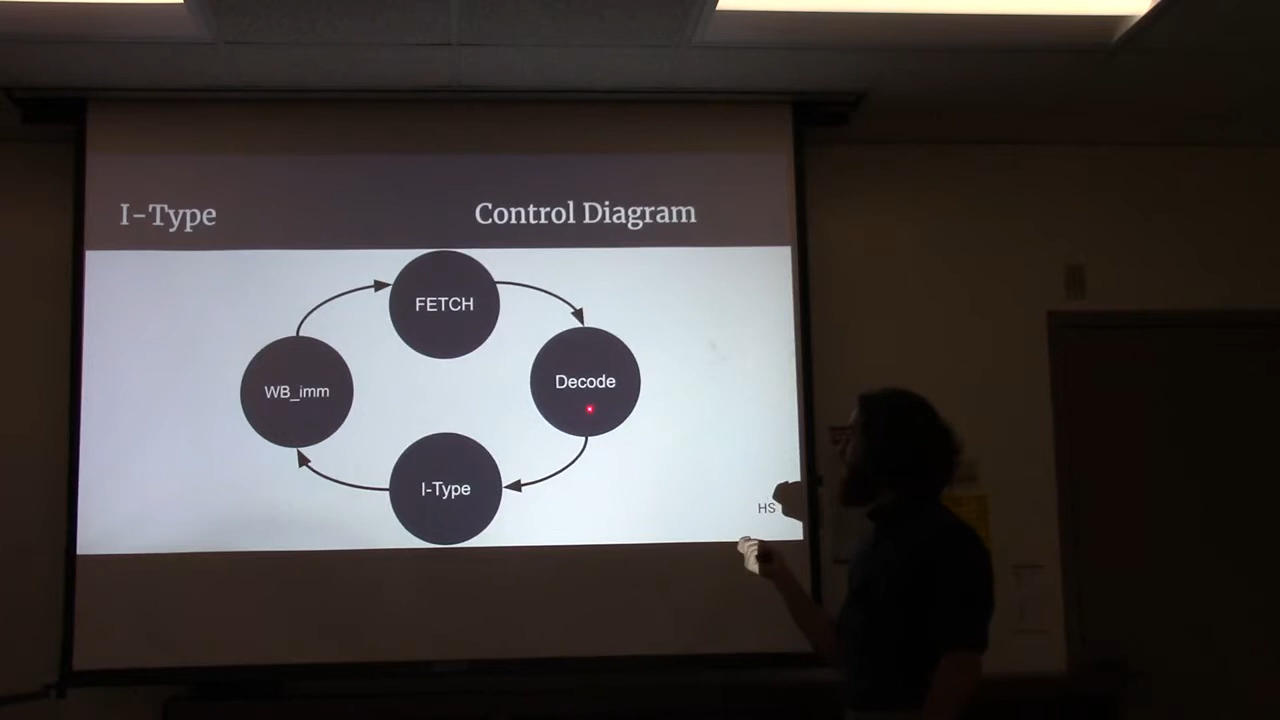 I-Type
Control Diagram
FETCH
Decode
WB_imm
I-Type
HS